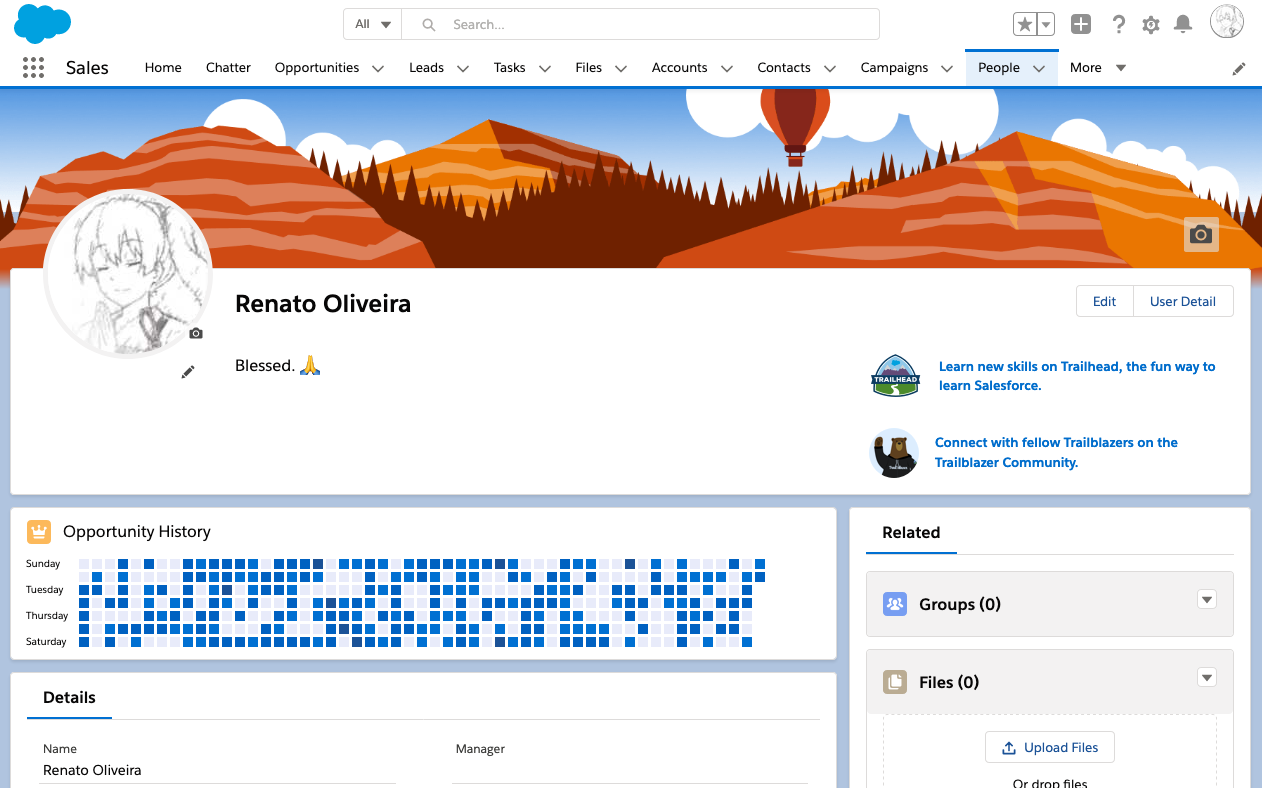 All
Search...
Sales
Home
Chatter
Opportunities
Leads
Tasks
Files
Accounts
Contacts
Campaigns
People
More
Renato Oliveira
Edit
User Detail
Blessed. 🙏
TRAILHEAD
Learn new skills on Trailhead, the fun way to
learn Salesforce.
Connect with fellow Trailblazers on the
Trailblazer Community.
Opportunity History
Sunday
Tuesday
Thursday
Saturday
Related
Groups (0)
Files (0)
Upload Files
Or drop files
Details
Name
Renato Oliveira
Manager